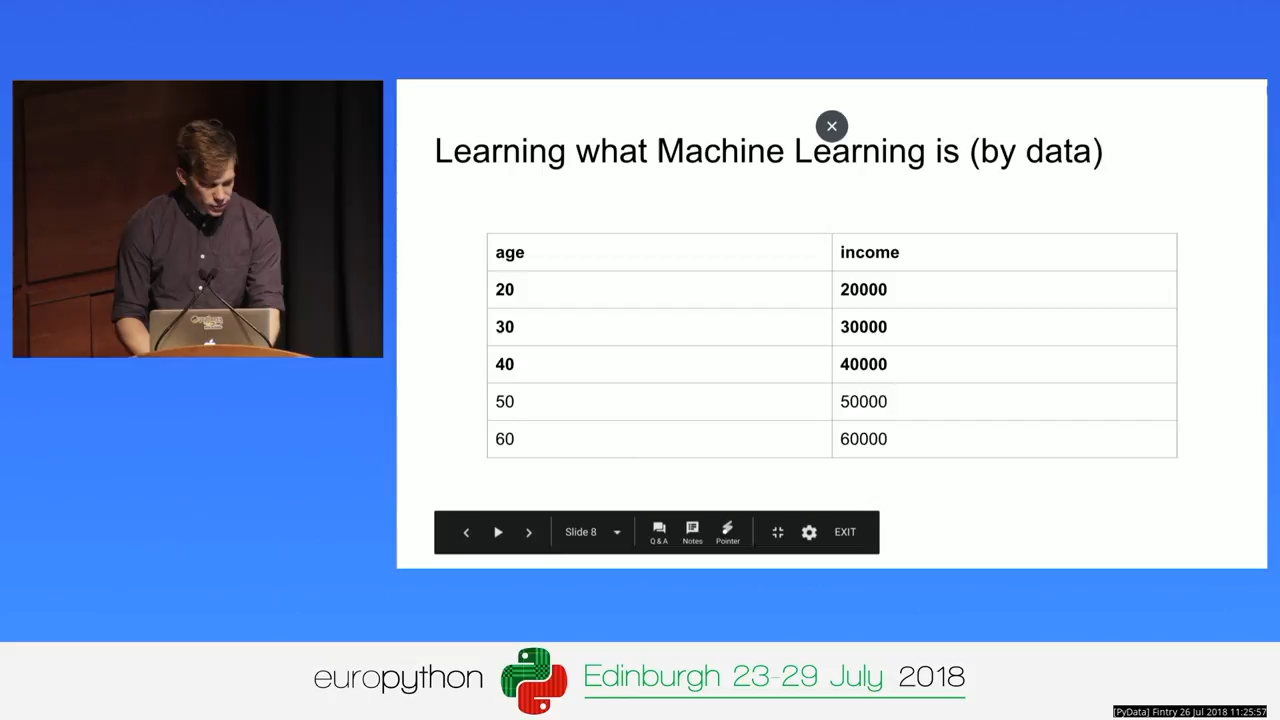 Learning what Machine Learning is (by data)
age income
20 20000
30 30000
40 40000
50 50000
60 60000
Slide 8 Q & A Notes Pointer EXIT
europython Edinburgh 23-29 July 2018
[PyData] Fintry 26 Jul 2018 11:25:57